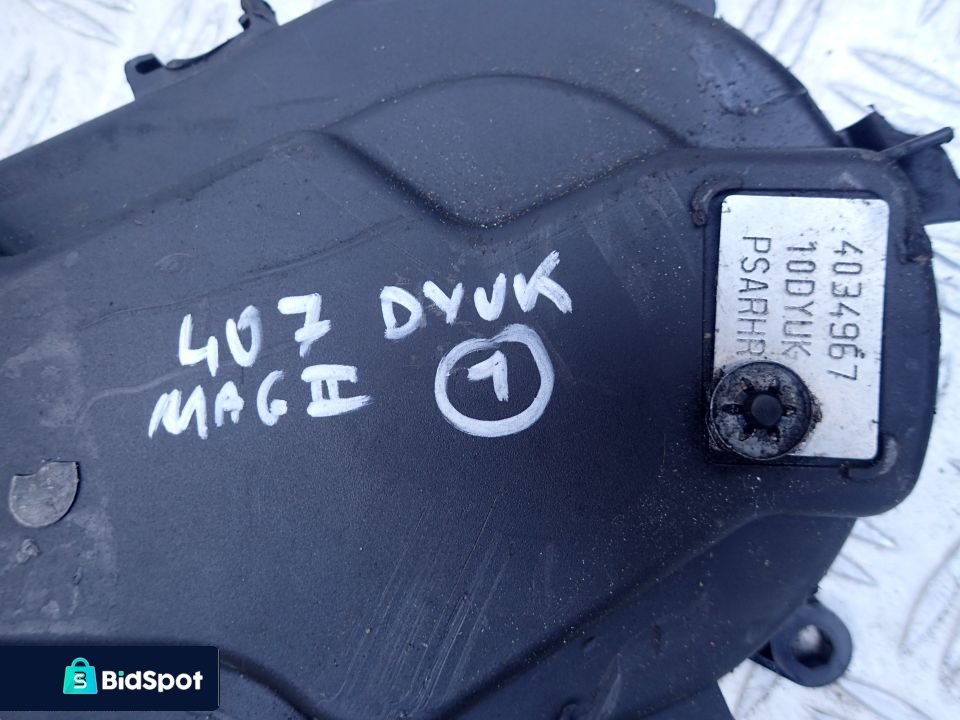 407 DYUK
MAG II 1
4034967
10DYUK
PSARHR
BidSpot